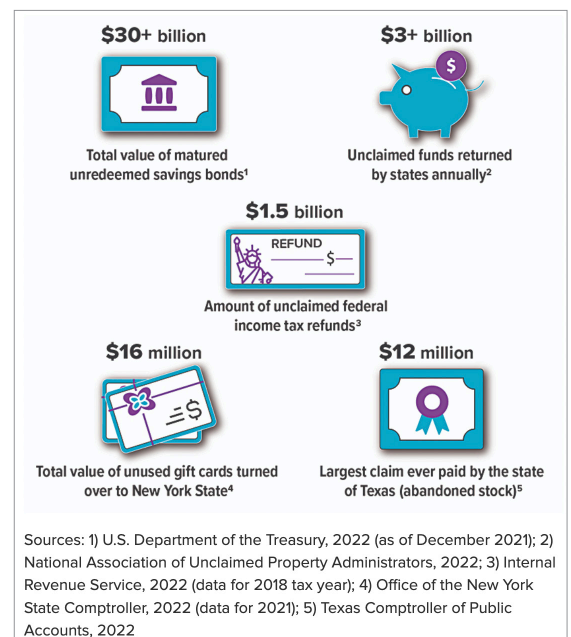 $30+ billion
Total value of matured
unredeemed savings bonds¹
$3+ billion
$
Unclaimed funds returned
by states annually²
$1.5 billion
REFUND
$
Amount of unclaimed federal
income tax refunds³
$16 million
$
Total value of unused gift cards turned
over to New York State⁴
$12 million
Largest claim ever paid by the state
of Texas (abandoned stock)⁵
Sources: 1) U.S. Department of the Treasury, 2022 (as of December 2021); 2)
National Association of Unclaimed Property Administrators, 2022; 3) Internal
Revenue Service, 2022 (data for 2018 tax year); 4) Office of the New York
State Comptroller, 2022 (data for 2021); 5) Texas Comptroller of Public
Accounts, 2022